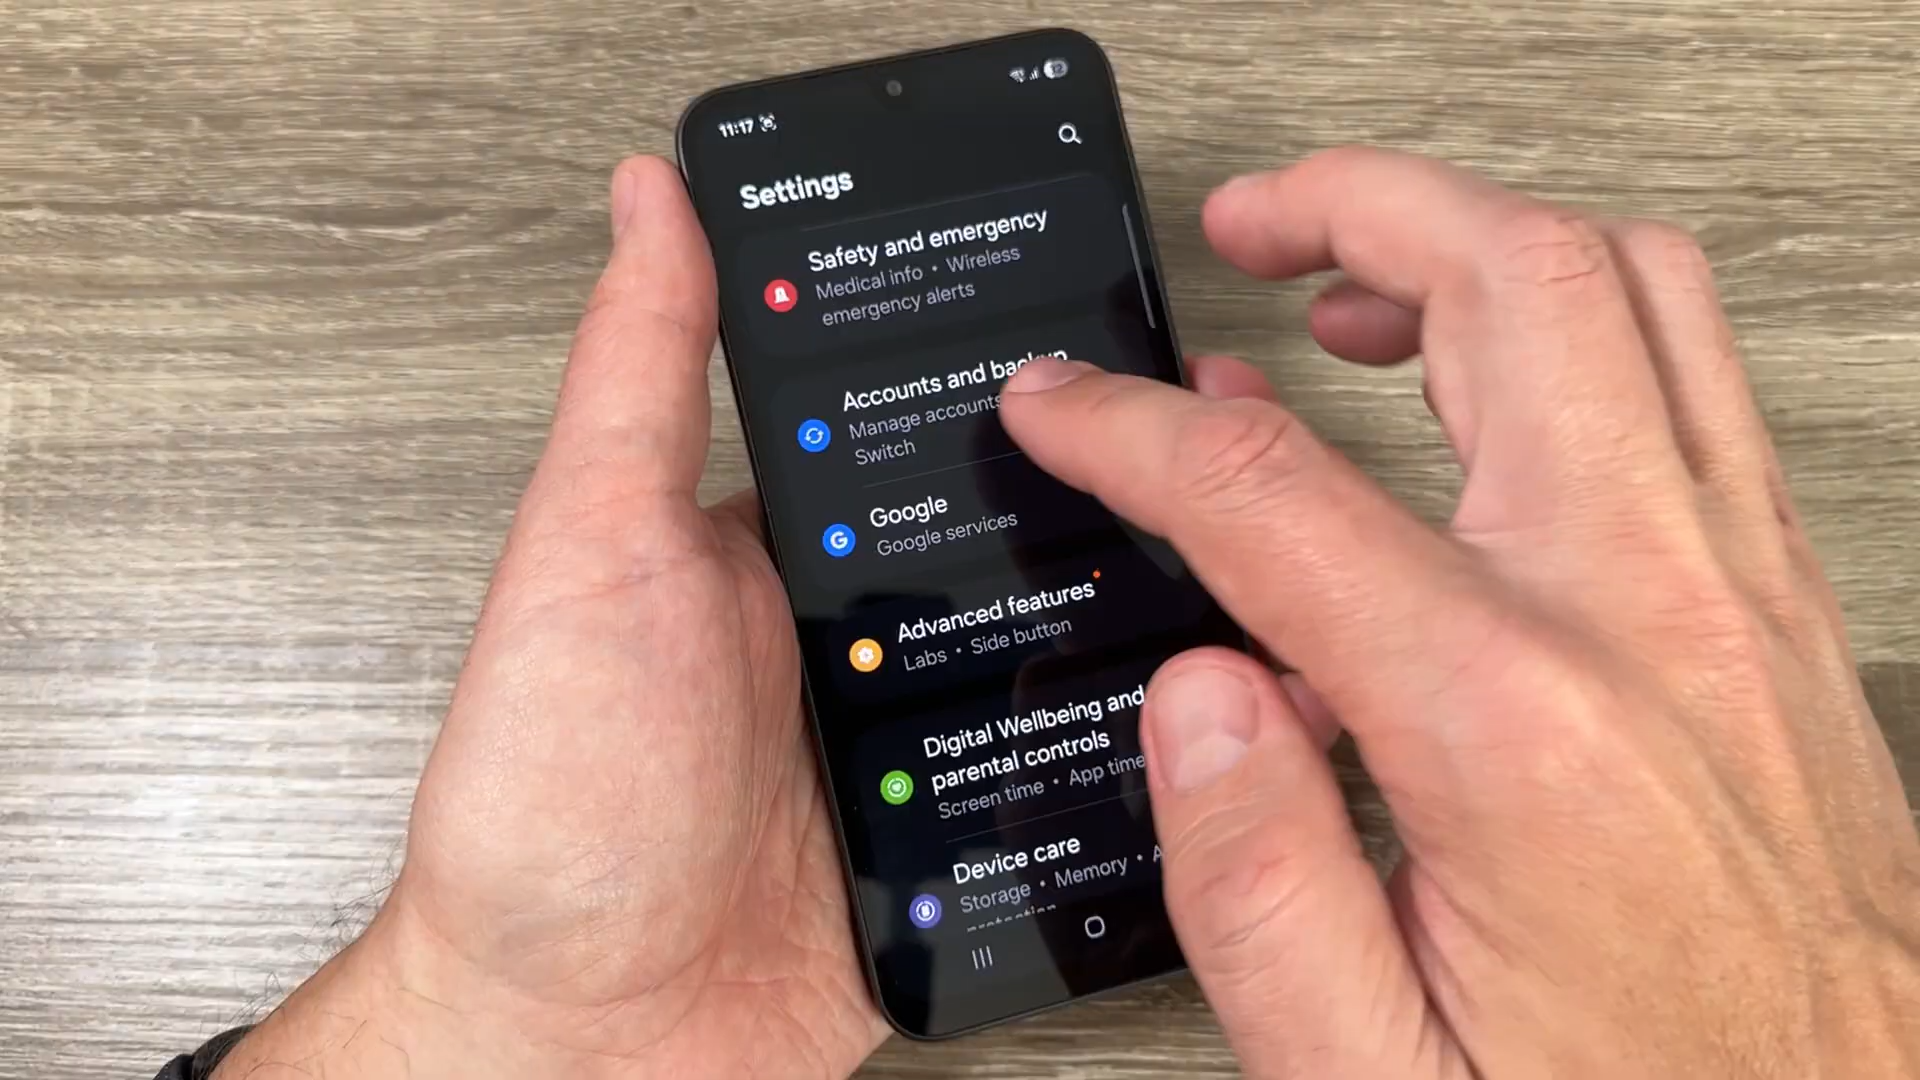 11:17
Settings
Safety and emergency
Medical info • Wireless
emergency alerts
Accounts and backup
Manage accounts
Switch
Google
Google services
Advanced features
Labs • Side button
Digital Wellbeing and
parental controls
Screen time • App time
Device care
Storage • Memory • A